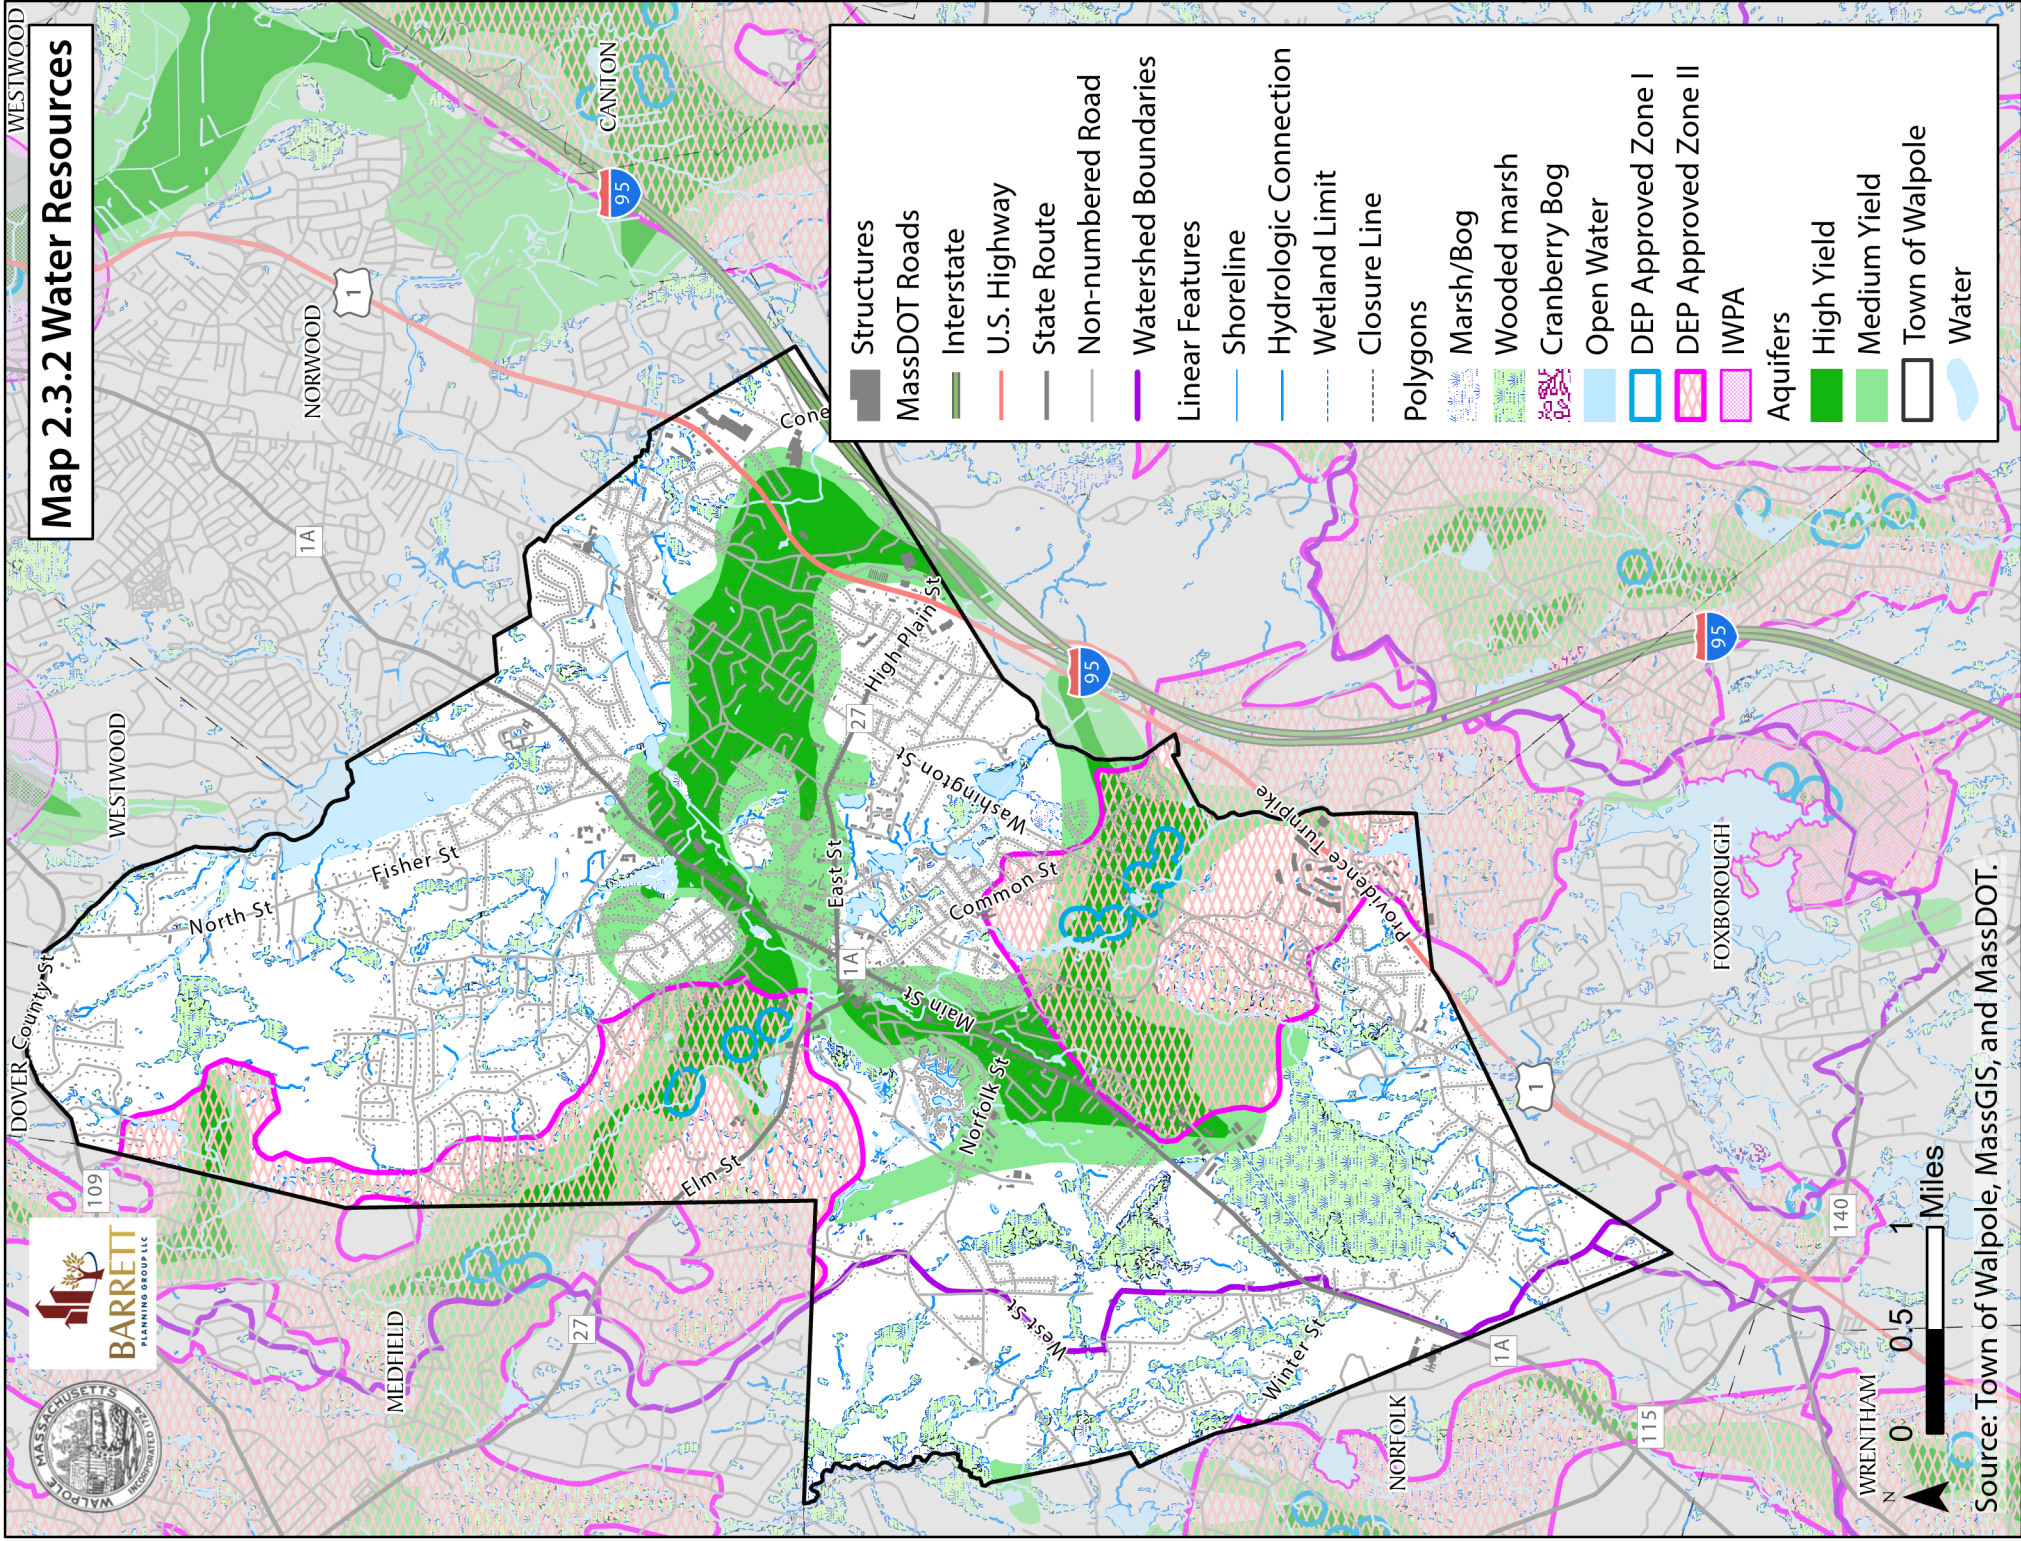 Map 2.3.2 Water Resources
WALPOLE MASSACHUSETTS
INCORPORATED 1724
BARRETT
PLANNING GROUP LLC
WESTWOOD
DOVER
WESTWOOD
NORWOOD
CANTON
MEDFIELD
FOXBOROUGH
NORFOLK
WRENTHAM
109
27
1A
1
95
County St
North St
Fisher St
Elm St
East St
1A
27
High Plain St
Washington St
Common St
Main St
Norfolk St
West St
Winter St
Providence Turnpike
Cone
95
95
1
1A
115
140
Structures
MassDOT Roads
Interstate
U.S. Highway
State Route
Non-numbered Road
Watershed Boundaries
Linear Features
Shoreline
Hydrologic Connection
Wetland Limit
Closure Line
Polygons
Marsh/Bog
Wooded marsh
Cranberry Bog
Open Water
DEP Approved Zone I
DEP Approved Zone II
IWPA
Aquifers
High Yield
Medium Yield
Town of Walpole
Water
N
0 0.5 1 Miles
Source: Town of Walpole, MassGIS, and MassDOT.